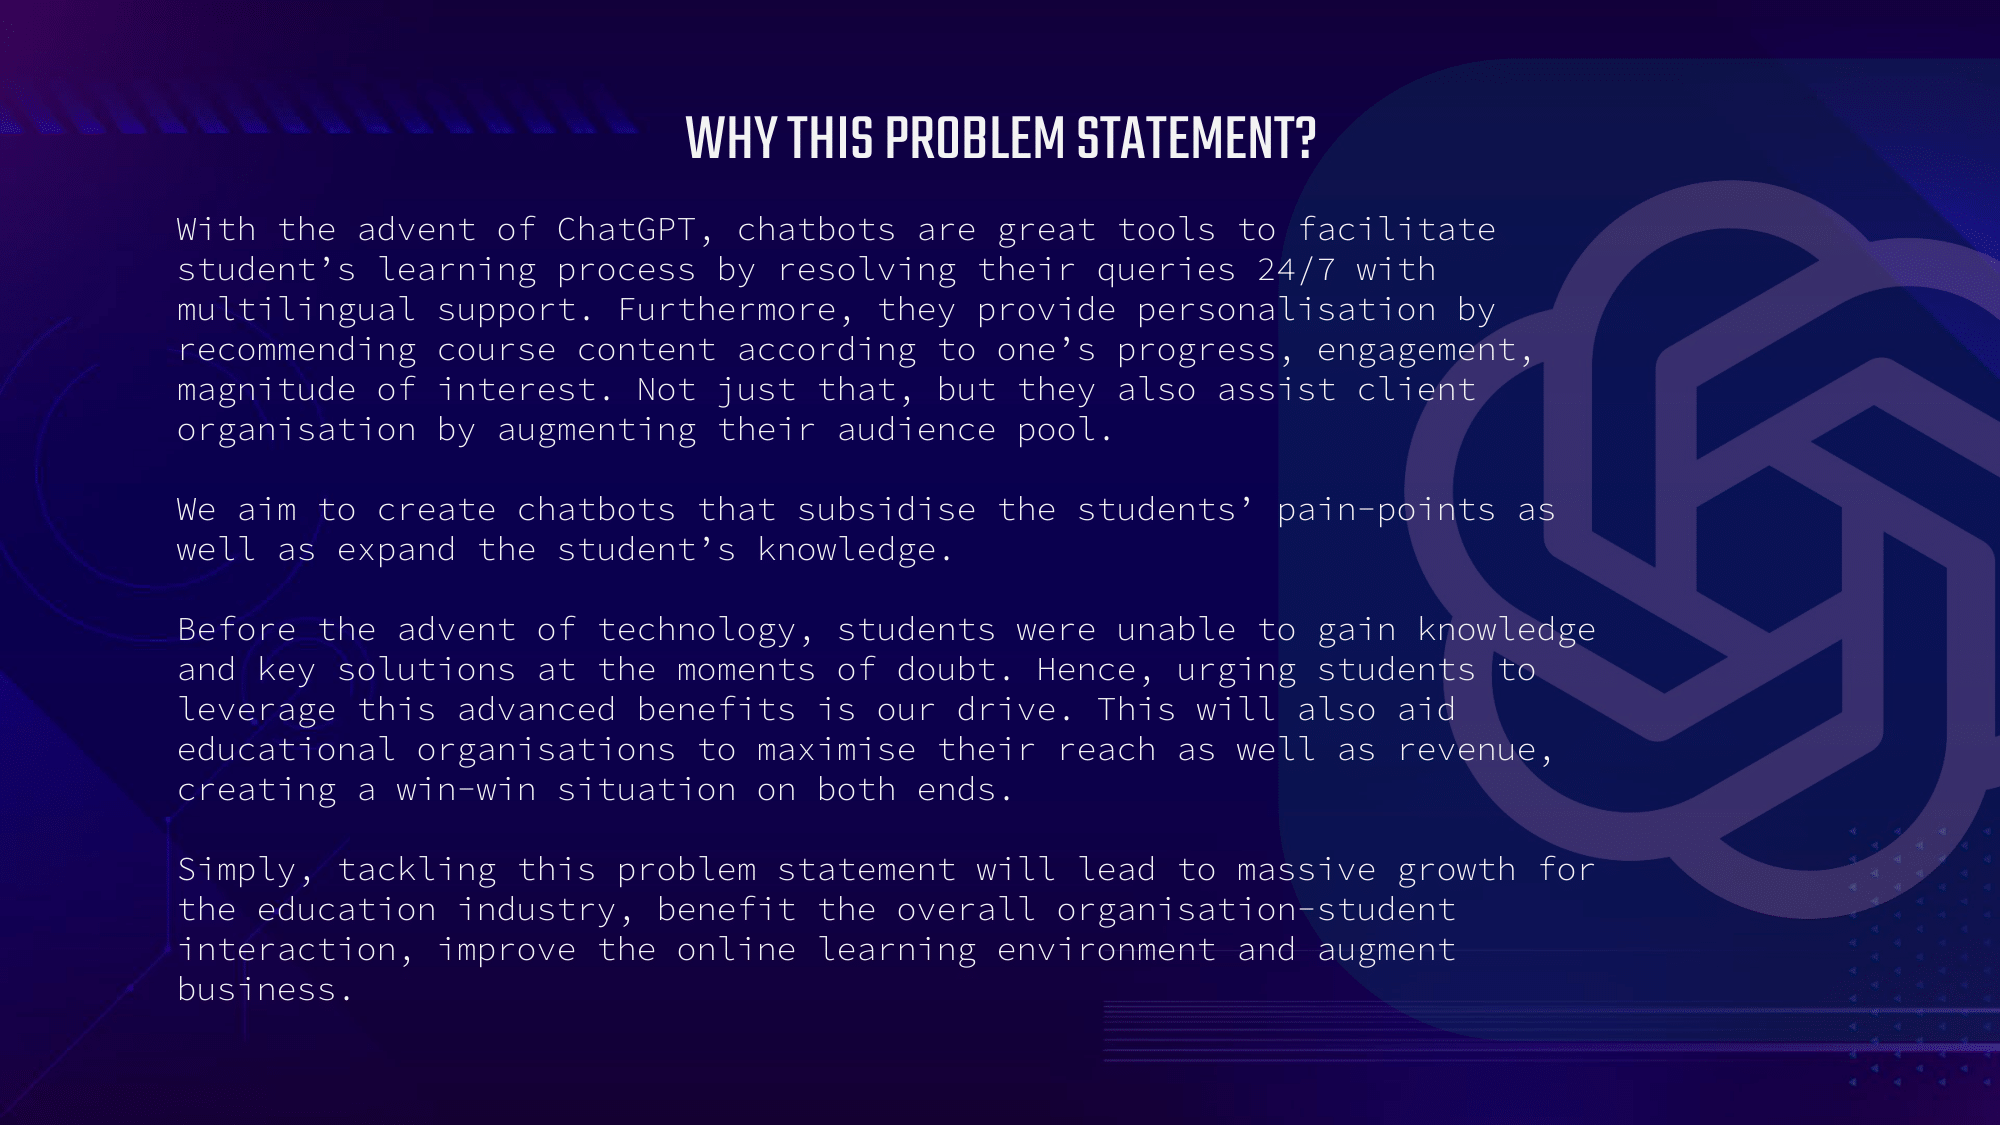 WHY THIS PROBLEM STATEMENT?
With the advent of ChatGPT, chatbots are great tools to facilitate
student’s learning process by resolving their queries 24/7 with
multilingual support. Furthermore, they provide personalisation by
recommending course content according to one’s progress, engagement,
magnitude of interest. Not just that, but they also assist client
organisation by augmenting their audience pool.
We aim to create chatbots that subsidise the students’ pain-points as
well as expand the student’s knowledge.
Before the advent of technology, students were unable to gain knowledge
and key solutions at the moments of doubt. Hence, urging students to
leverage this advanced benefits is our drive. This will also aid
educational organisations to maximise their reach as well as revenue,
creating a win-win situation on both ends.
Simply, tackling this problem statement will lead to massive growth for
the education industry, benefit the overall organisation-student
interaction, improve the online learning environment and augment
business.